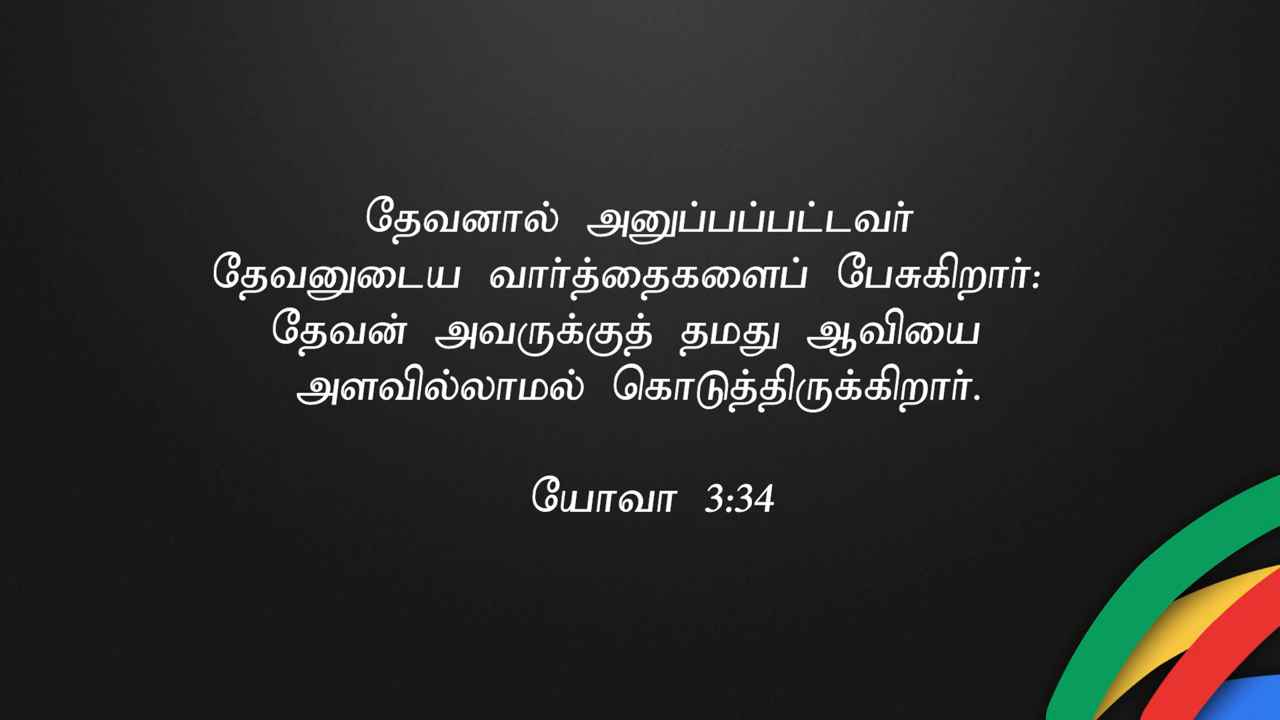 தேவனால் அனுப்பப்பட்டவர்
தேவனுடைய வார்த்தைகளைப் பேசுகிறார்:
தேவன் அவருக்குத் தமது ஆவியை
அளவில்லாமல் கொடுத்திருக்கிறார்.
யோவா 3:34